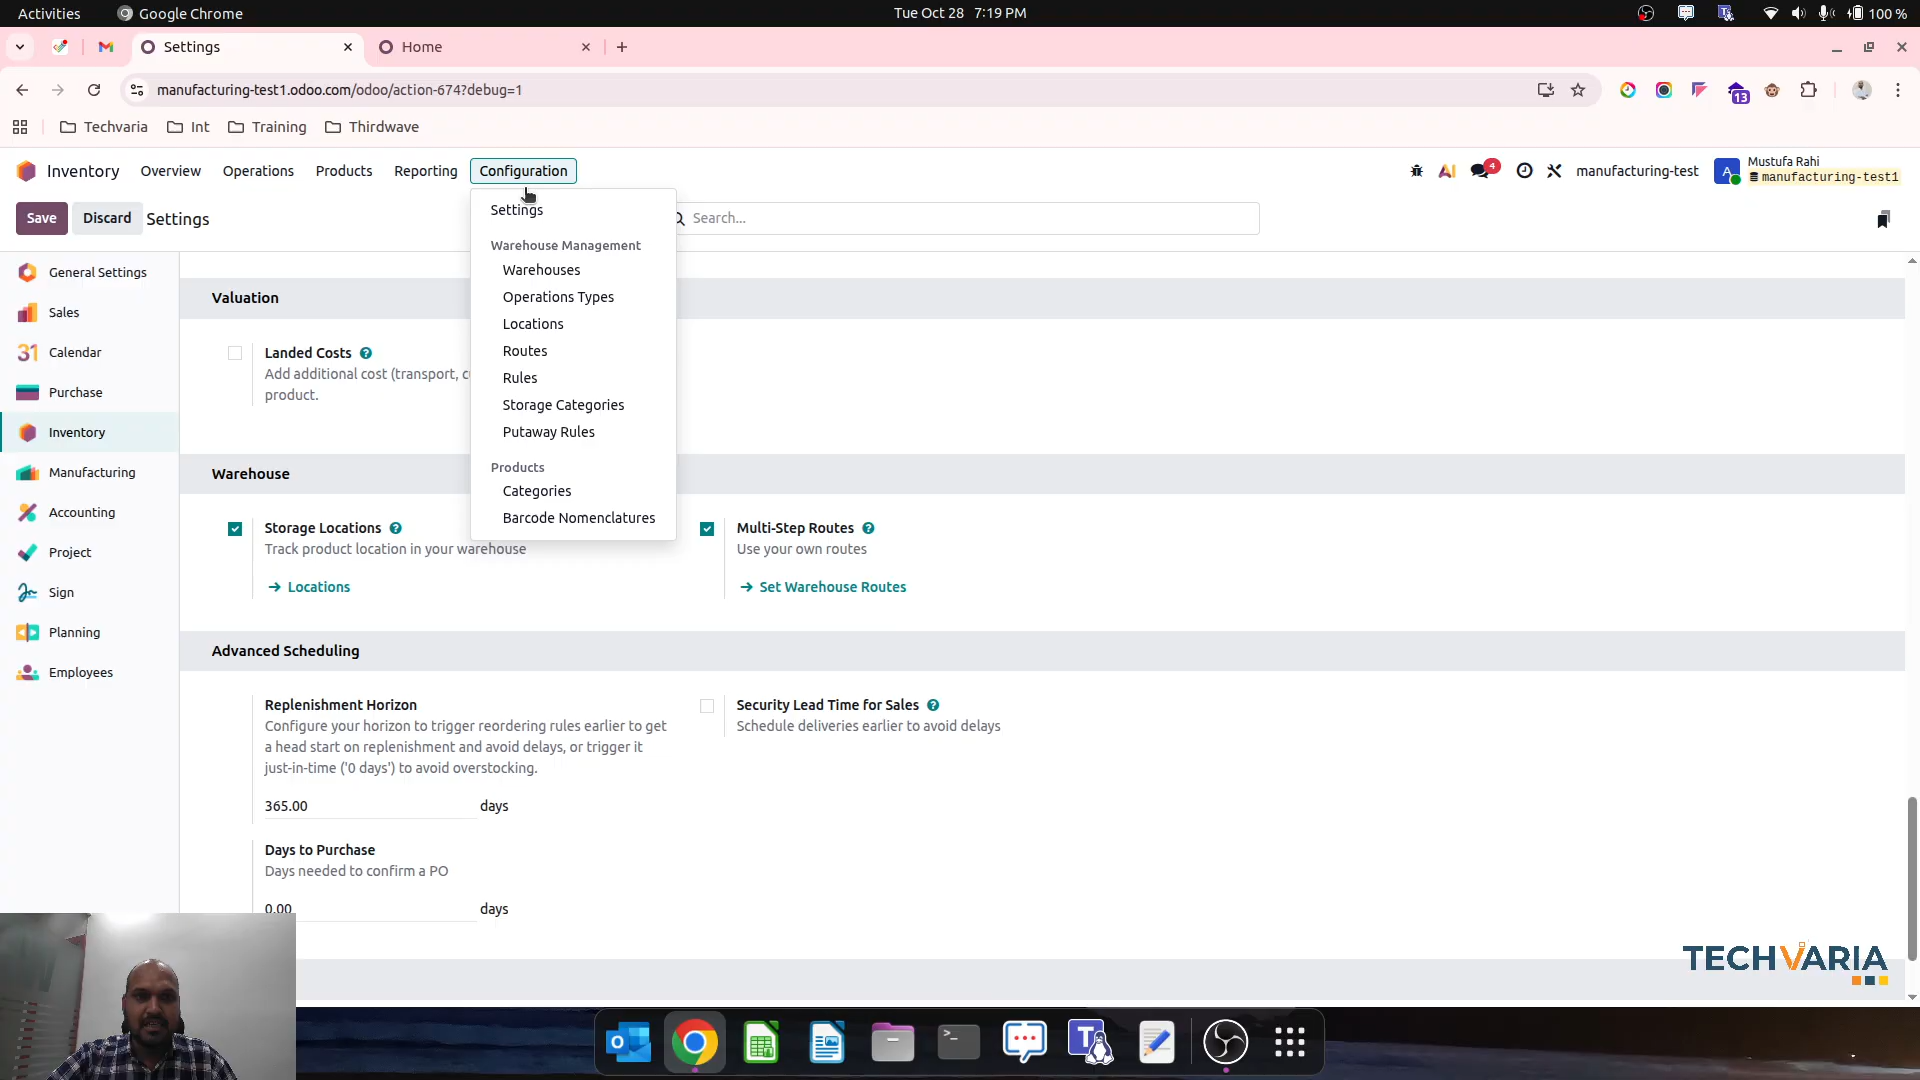 Activities
Google Chrome
Tue Oct 28 7:19 PM
100 %
Settings
Home
manufacturing-test1.odoo.com/odoo/action-674?debug=1
13
Techvaria
Int
Training
Thirdwave
Inventory
Overview
Operations
Products
Reporting
Configuration
4
manufacturing-test
A
Mustufa Rahi
manufacturing-test1
Save
Discard
Settings
Search...
Settings
Warehouse Management
Warehouses
Operations Types
Locations
Routes
Rules
Storage Categories
Putaway Rules
Products
Categories
Barcode Nomenclatures
General Settings
Sales
31
Calendar
Purchase
Inventory
Manufacturing
Accounting
Project
Sign
Planning
Employees
Valuation
Landed Costs ?
Add additional cost (transport, c
product.
Warehouse
Storage Locations ?
Track product location in your warehouse
→ Locations
Multi-Step Routes ?
Use your own routes
→ Set Warehouse Routes
Advanced Scheduling
Replenishment Horizon
Configure your horizon to trigger reordering rules earlier to get
a head start on replenishment and avoid delays, or trigger it
just-in-time ('0 days') to avoid overstocking.
365.00 days
Security Lead Time for Sales ?
Schedule deliveries earlier to avoid delays
Days to Purchase
Days needed to confirm a PO
0.00 days
TECHVARIA